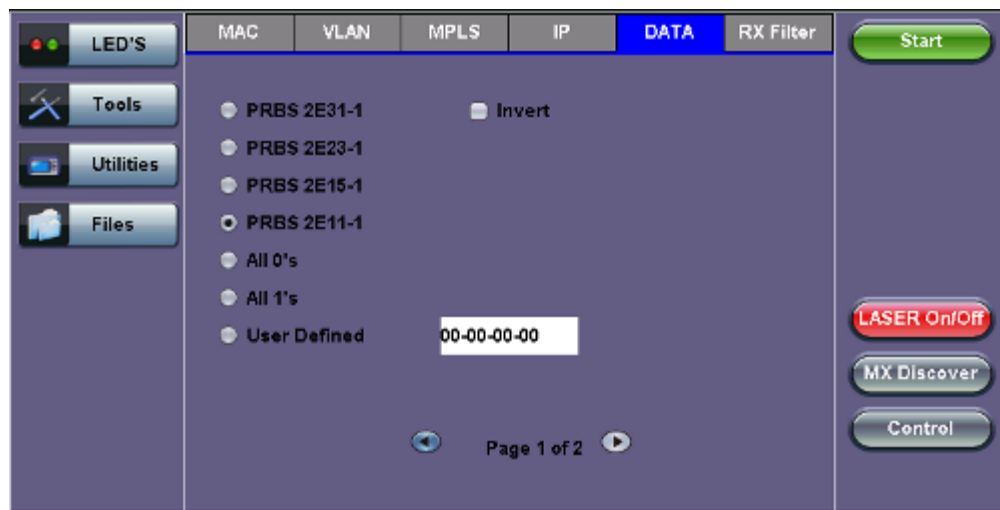 LED'S
Tools
Utilities
Files
MAC VLAN MPLS IP DATA RX Filter
PRBS 2E31-1 Invert
PRBS 2E23-1
PRBS 2E15-1
PRBS 2E11-1
All 0's
All 1's
User Defined 00-00-00-00
Page 1 of 2
Start
LASER On/Off
MX Discover
Control